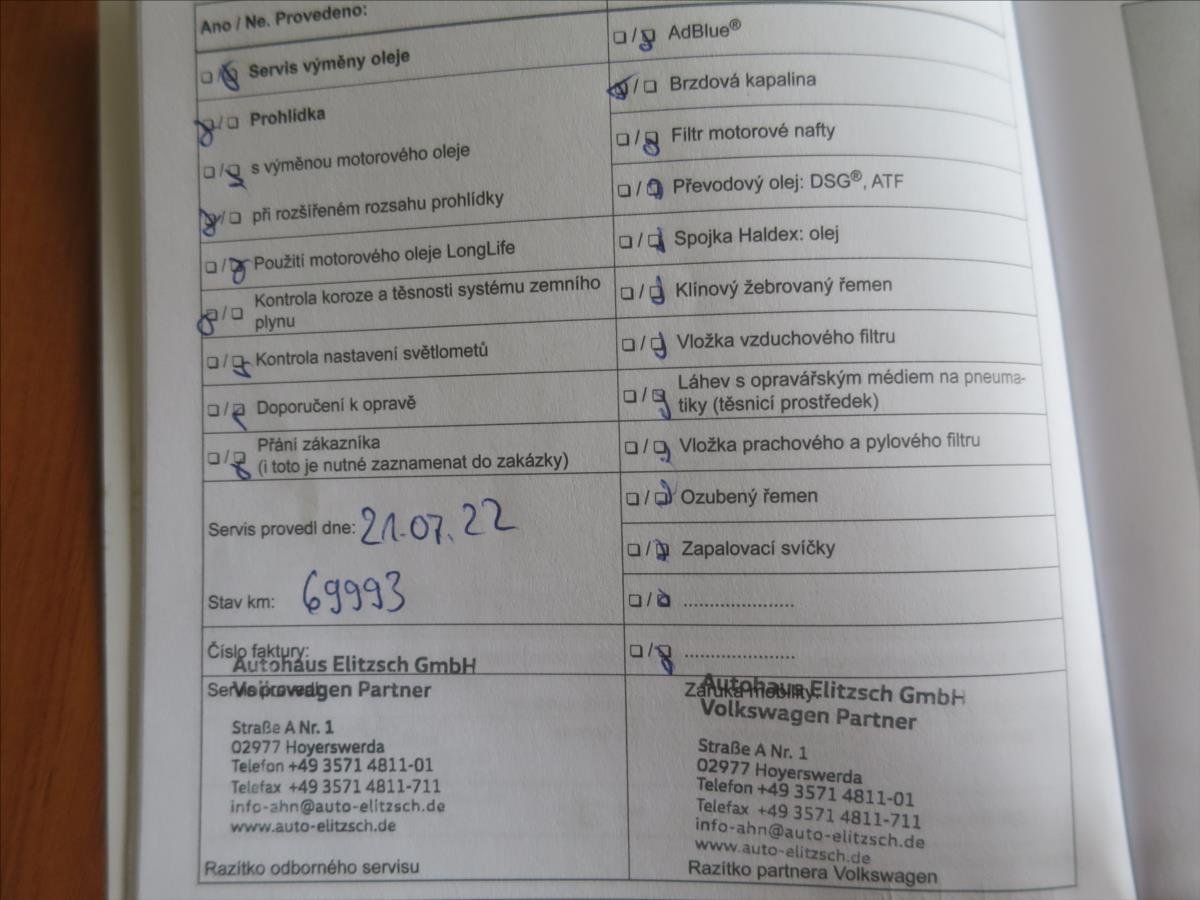 Ano / Ne. Provedeno:
Servis výměny oleje
Prohlídka
s výměnou motorového oleje
při rozšířeném rozsahu prohlídky
Použití motorového oleje LongLife
Kontrola koroze a těsnosti systému zemního
plynu
Kontrola nastavení světlometů
Doporučení k opravě
Přání zákazníka
(i toto je nutné zaznamenat do zakázky)
Servis provedl dne: 21.07.22
Stav km: 69993
Číslo faktury:
Autohaus Elitzsch GmbH
Servis provedl:
Volkswagen Partner
Straße A Nr. 1
02977 Hoyerswerda
Telefon +49 3571 4811-01
Telefax +49 3571 4811-711
info-ahn@auto-elitzsch.de
www.auto-elitzsch.de
Razítko odborného servisu
AdBlue®
Brzdová kapalina
Filtr motorové nafty
Převodový olej: DSG®, ATF
Spojka Haldex: olej
Klínový žebrovaný řemen
Vložka vzduchového filtru
Láhev s opravářským médiem na pneuma-
tiky (těsnicí prostředek)
Vložka prachového a pylového filtru
Ozubený řemen
Zapalovací svíčky
.....................
.....................
Záruka mobility:
Autohaus Elitzsch GmbH
Volkswagen Partner
Straße A Nr. 1
02977 Hoyerswerda
Telefon +49 3571 4811-01
Telefax +49 3571 4811-711
info-ahn@auto-elitzsch.de
www.auto-elitzsch.de
Razítko partnera Volkswagen